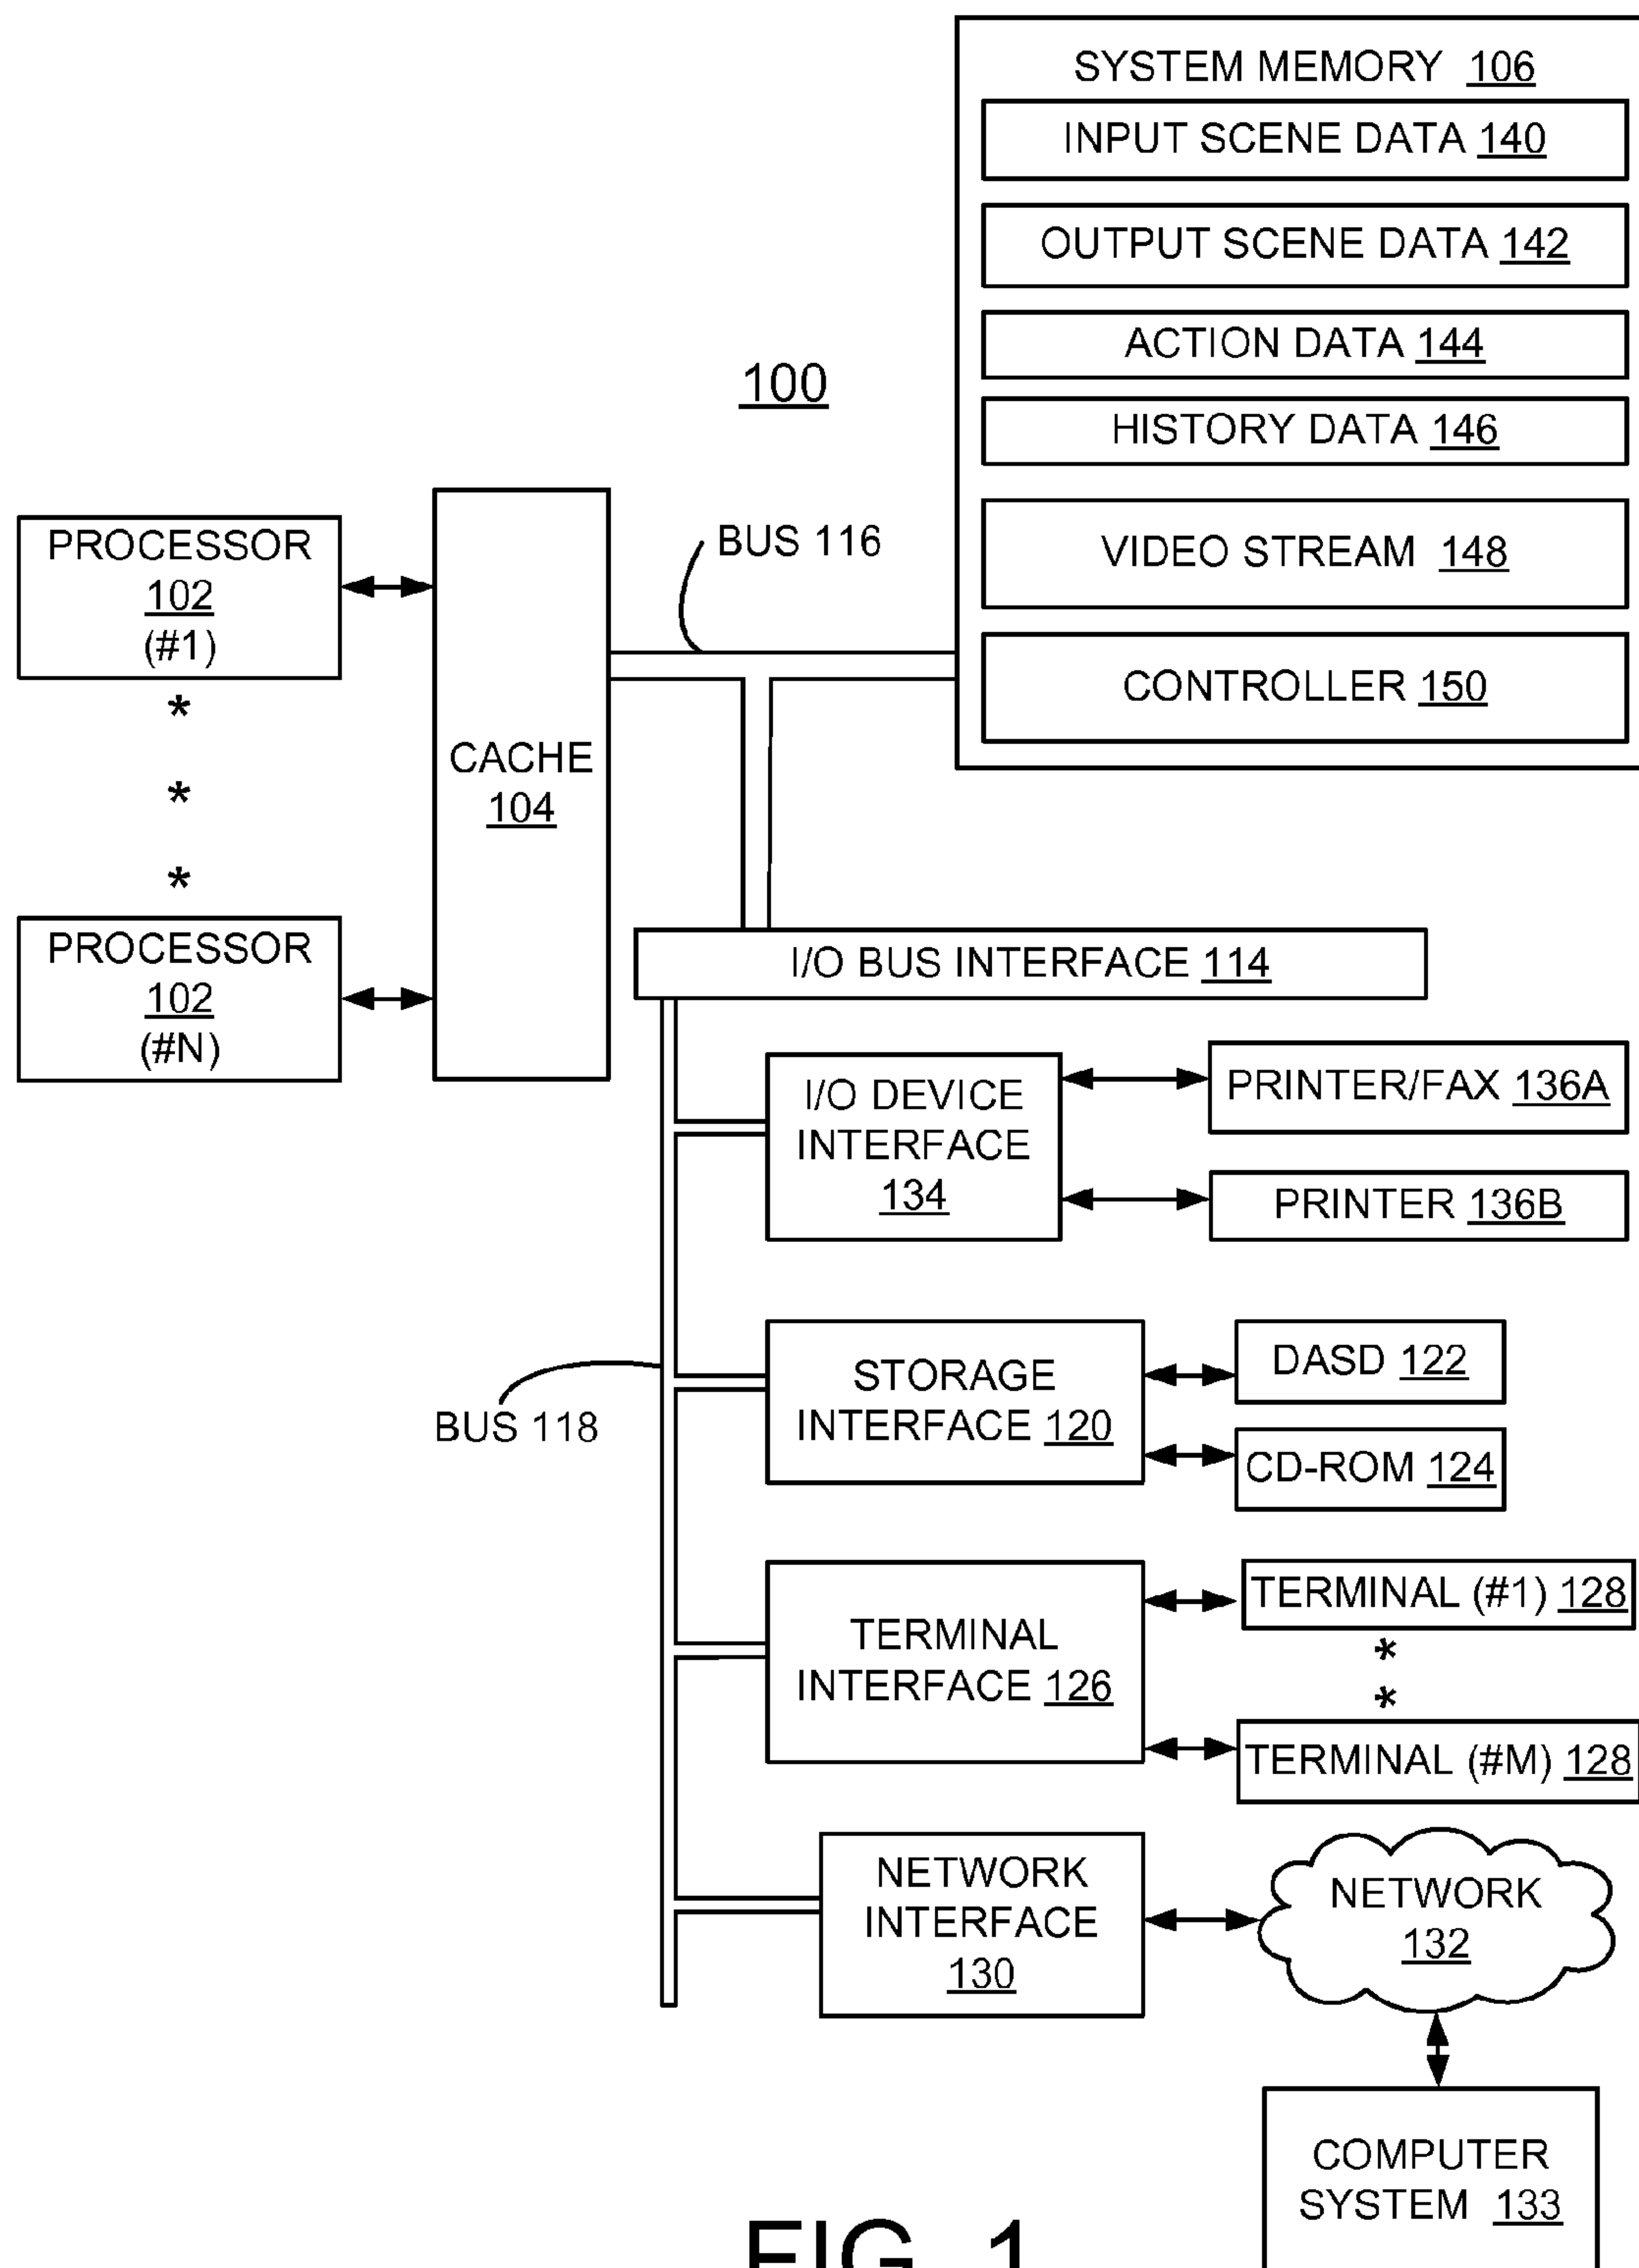 SYSTEM MEMORY 106
INPUT SCENE DATA 140
OUTPUT SCENE DATA 142
ACTION DATA 144
HISTORY DATA 146
VIDEO STREAM 148
CONTROLLER 150
100
BUS 116
PROCESSOR
102
(#1)
*
*
*
PROCESSOR
102
(#N)
CACHE
104
I/O BUS INTERFACE 114
I/O DEVICE
INTERFACE
134
PRINTER/FAX 136A
PRINTER 136B
BUS 118
STORAGE
INTERFACE 120
DASD 122
CD-ROM 124
TERMINAL
INTERFACE 126
TERMINAL (#1) 128
*
*
TERMINAL (#M) 128
NETWORK
INTERFACE
130
NETWORK
132
COMPUTER
SYSTEM 133
FIG. 1